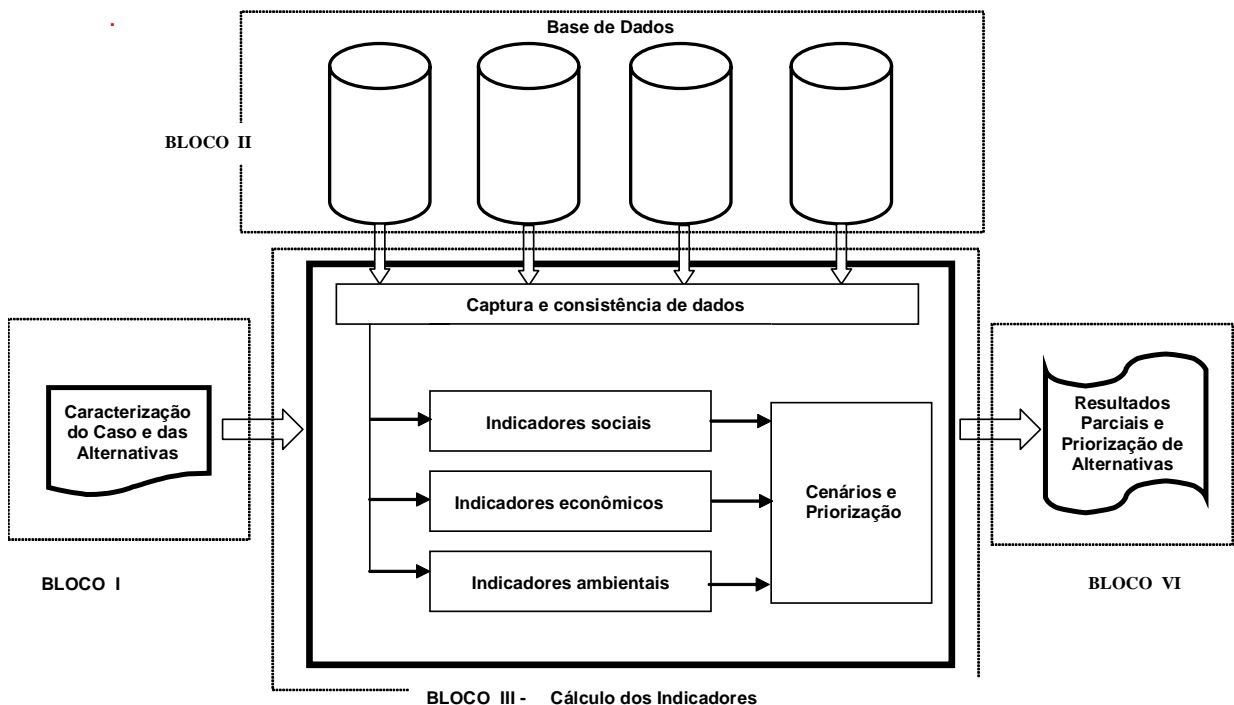 Base de Dados
BLOCO II
Captura e consistência de dados
Caracterização
do Caso e das
Alternativas
Indicadores sociais
Indicadores econômicos
Indicadores ambientais
Cenários e
Priorização
Resultados
Parciais e
Priorização de
Alternativas
BLOCO I
BLOCO VI
BLOCO III - Cálculo dos Indicadores